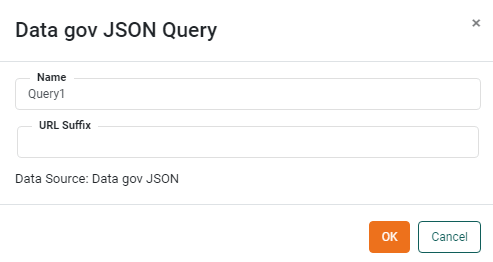 Data gov JSON Query
×
Name
Query1
URL Suffix
Data Source: Data gov JSON
OK
Cancel